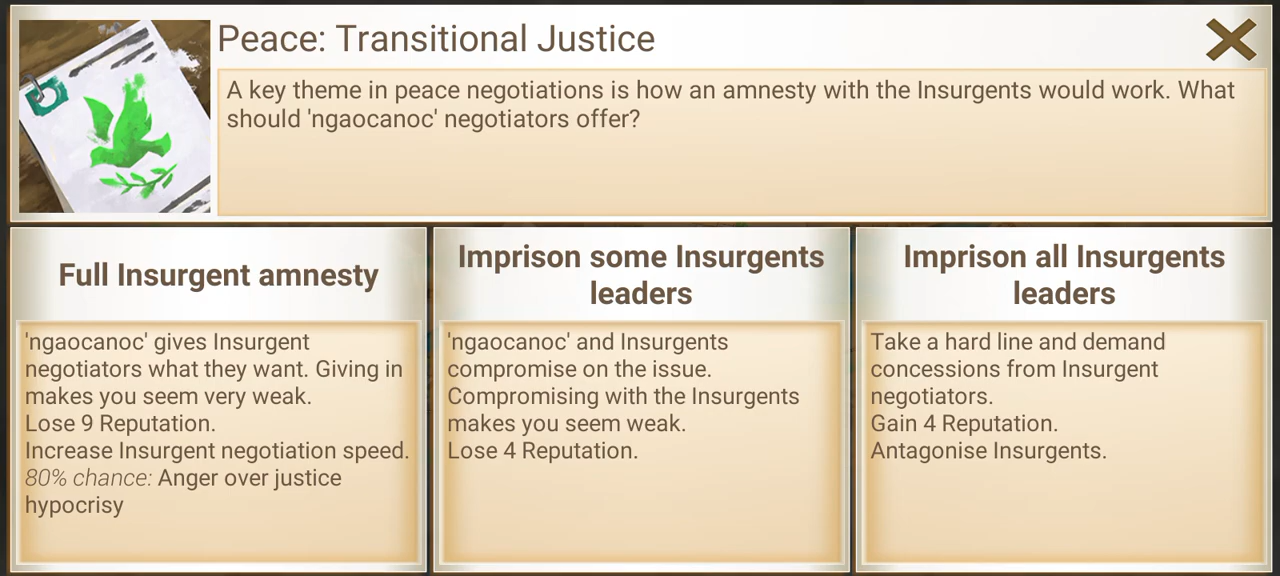 Peace: Transitional Justice
A key theme in peace negotiations is how an amnesty with the Insurgents would work. What
should 'ngaocanoc' negotiators offer?
Full Insurgent amnesty
'ngaocanoc' gives Insurgent
negotiators what they want. Giving in
makes you seem very weak.
Lose 9 Reputation.
Increase Insurgent negotiation speed.
80% chance: Anger over justice
hypocrisy
Imprison some Insurgents
leaders
'ngaocanoc' and Insurgents
compromise on the issue.
Compromising with the Insurgents
makes you seem weak.
Lose 4 Reputation.
Imprison all Insurgents
leaders
Take a hard line and demand
concessions from Insurgent
negotiators.
Gain 4 Reputation.
Antagonise Insurgents.